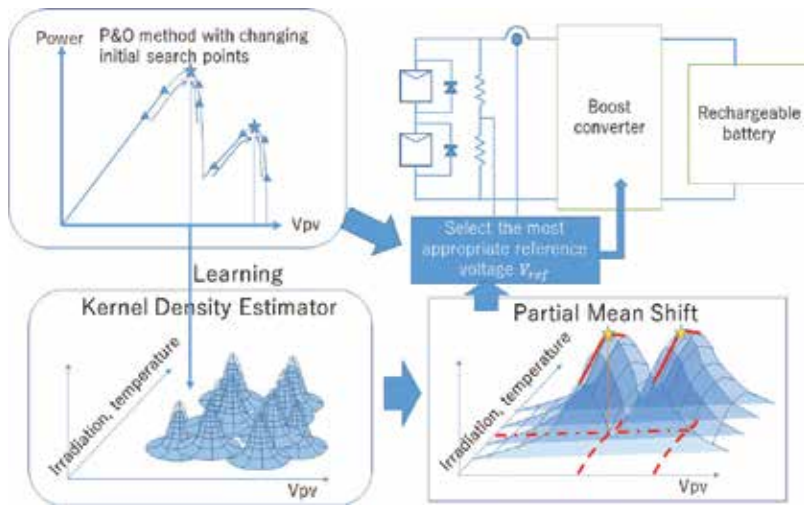 Power
P&O method with changing
initial search points
Vpv
Boost
converter
Rechargeable
battery
Select the most
appropriate reference
voltage Vref
Learning
Kernel Density Estimator
Irradiation, temperature
Vpv
Partial Mean Shift
Irradiation, temperature
Vpv